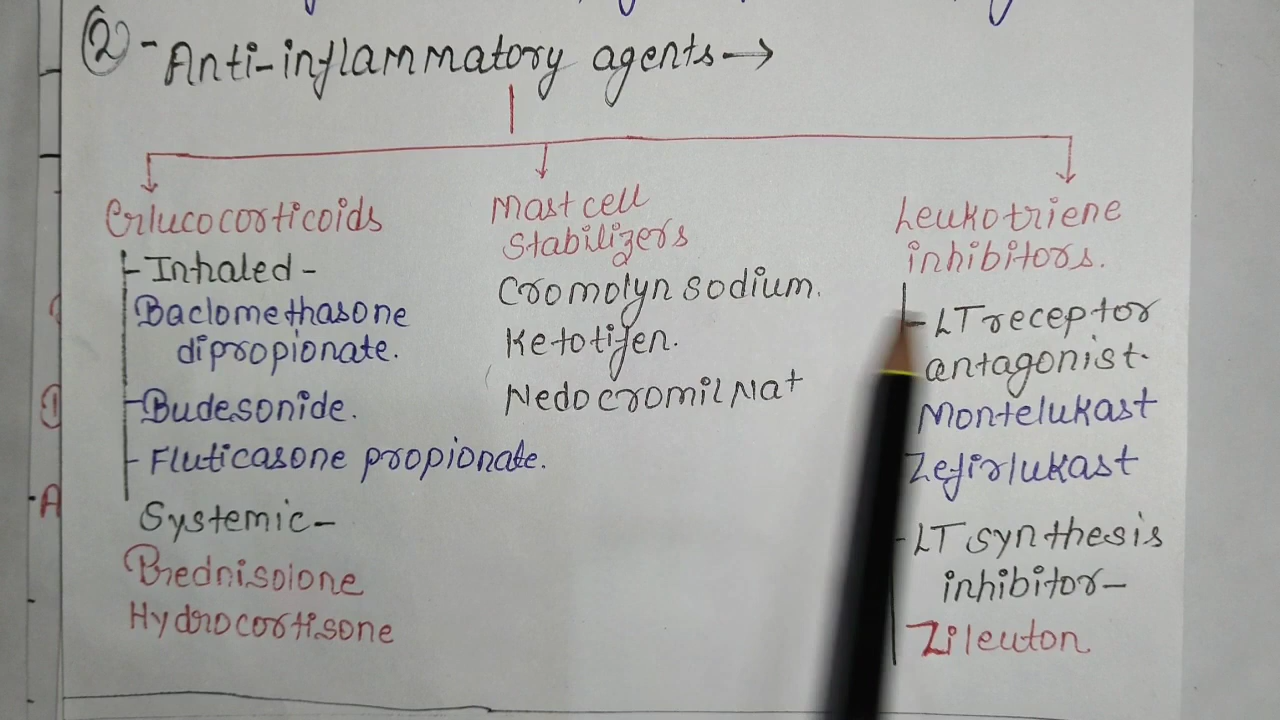 ② - Anti-inflammatory agents →
Glucocorticoids
Inhaled -
Baclomethasone
dipropionate.
Budesonide.
Fluticasone propionate.
Systemic -
Prednisolone
Hydrocortisone
Mast cell
Stabilizers
Cromolyn sodium.
Ketotifen.
Nedocromil Na+
Leukotriene
inhibitors.
- LT receptor
antagonist.
Montelukast
Zefirlukast
- LT synthesis
inhibitor -
Zileuton
A